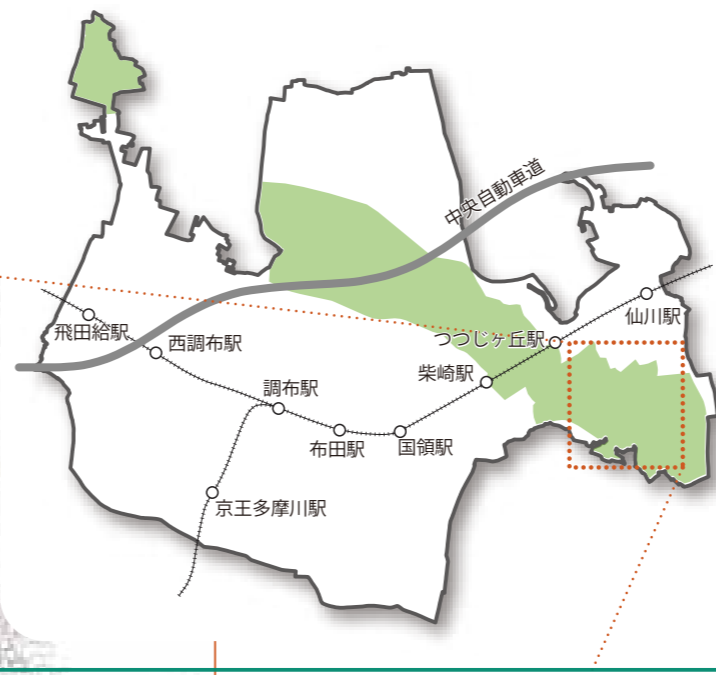 中央自動車道
仙川駅
飛田給駅
つつじヶ丘駅
西調布駅
柴崎駅
調布駅
布田駅
国領駅
京王多摩川駅